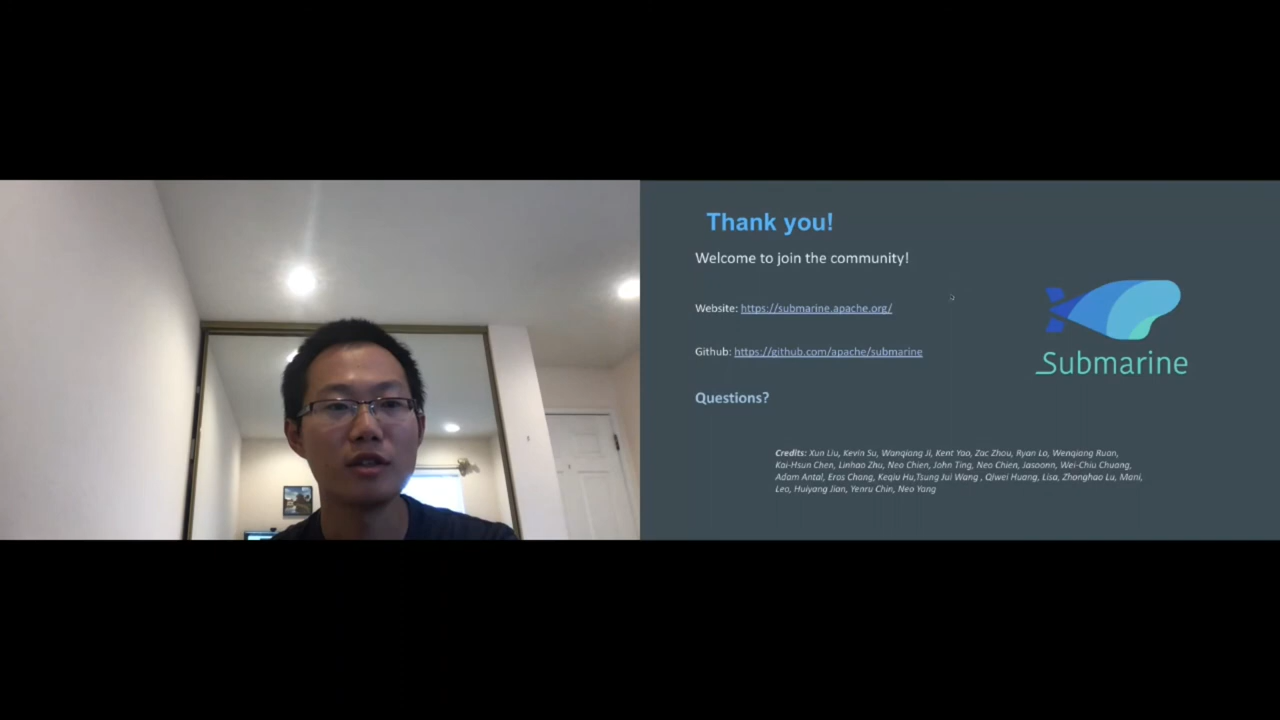 Thank you!
Welcome to join the community!
Website: https://submarine.apache.org/
Github: https://github.com/apache/submarine
Submarine
Questions?
Credits: Xun Liu, Kevin Su, Wanqiang Ji, Kent Yao, Zac Zhou, Ryan Lo, Wenqiang Ruan,
Kai-Hsun Chen, Linhao Zhu, Neo Chien, John Ting, Neo Chien, Jasoonn, Wei-Chiu Chuang,
Adam Antal, Eros Chang, Keqiu Hu,Tsung Jui Wang , Qiwei Huang, Lisa, Zhonghao Lu, Mani,
Leo, Huiyang Jian, Yenru Chin, Neo Yang